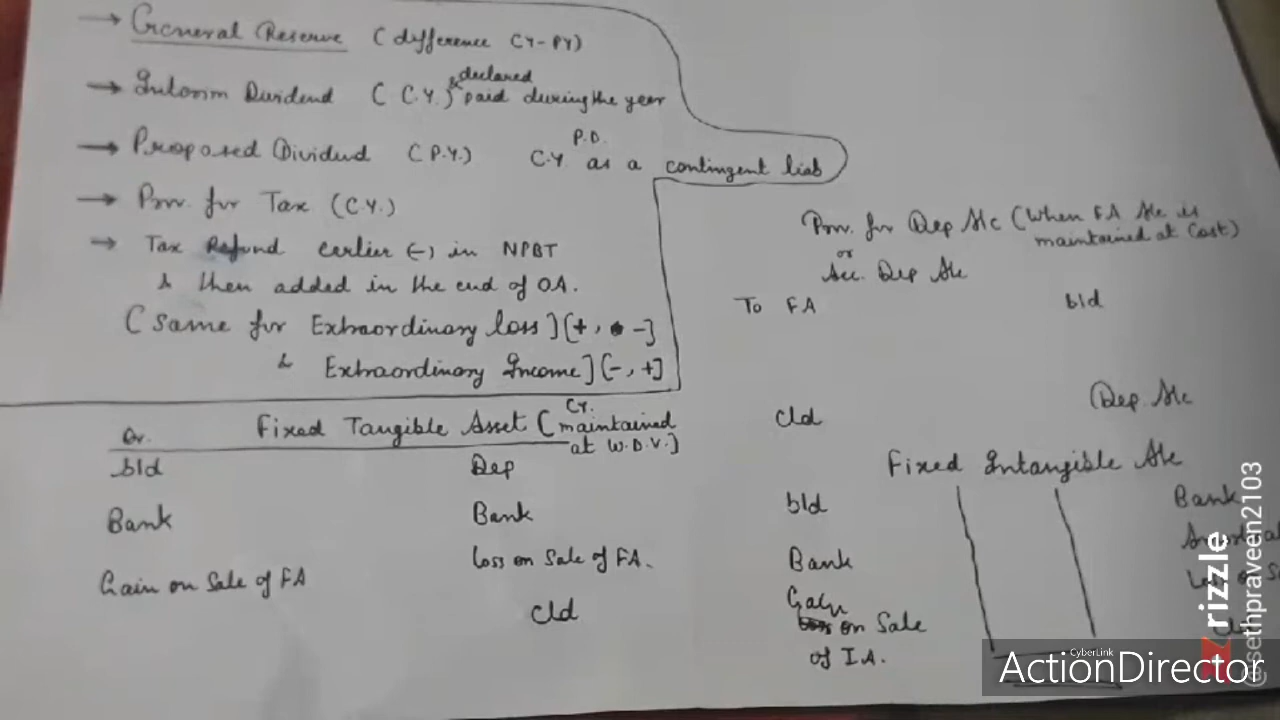 → General Reserve (difference CY-PY)
→ Interim Dividend (C.Y.) & declared paid during the year
→ Proposed Dividend (P.Y.) P.D. C.Y as a contingent liab
→ Prov. for Tax (C.Y.)
→ Tax Refund earlier (-) in NPBT
& then added in the end of OA.
(Same for Extraordinary loss] [+, -]
& Extraordinary Income] [-, +]
Fixed Tangible Asset (CY. maintained at W.D.V.]
Dr.
b/d Dep
Bank Bank
Gain on Sale of FA Loss on Sale of FA.
c/d
Prov. for Dep A/c (When FA A/c is
maintained at Cost)
or
Acc. Dep A/c
To FA b/d
c/d Dep. A/c
Fixed Intangible A/c
b/d Bank
Bank
Gain
on Sale
of I.A.
rizzle
@ssethpraveen2103
CyberLink
ActionDirector